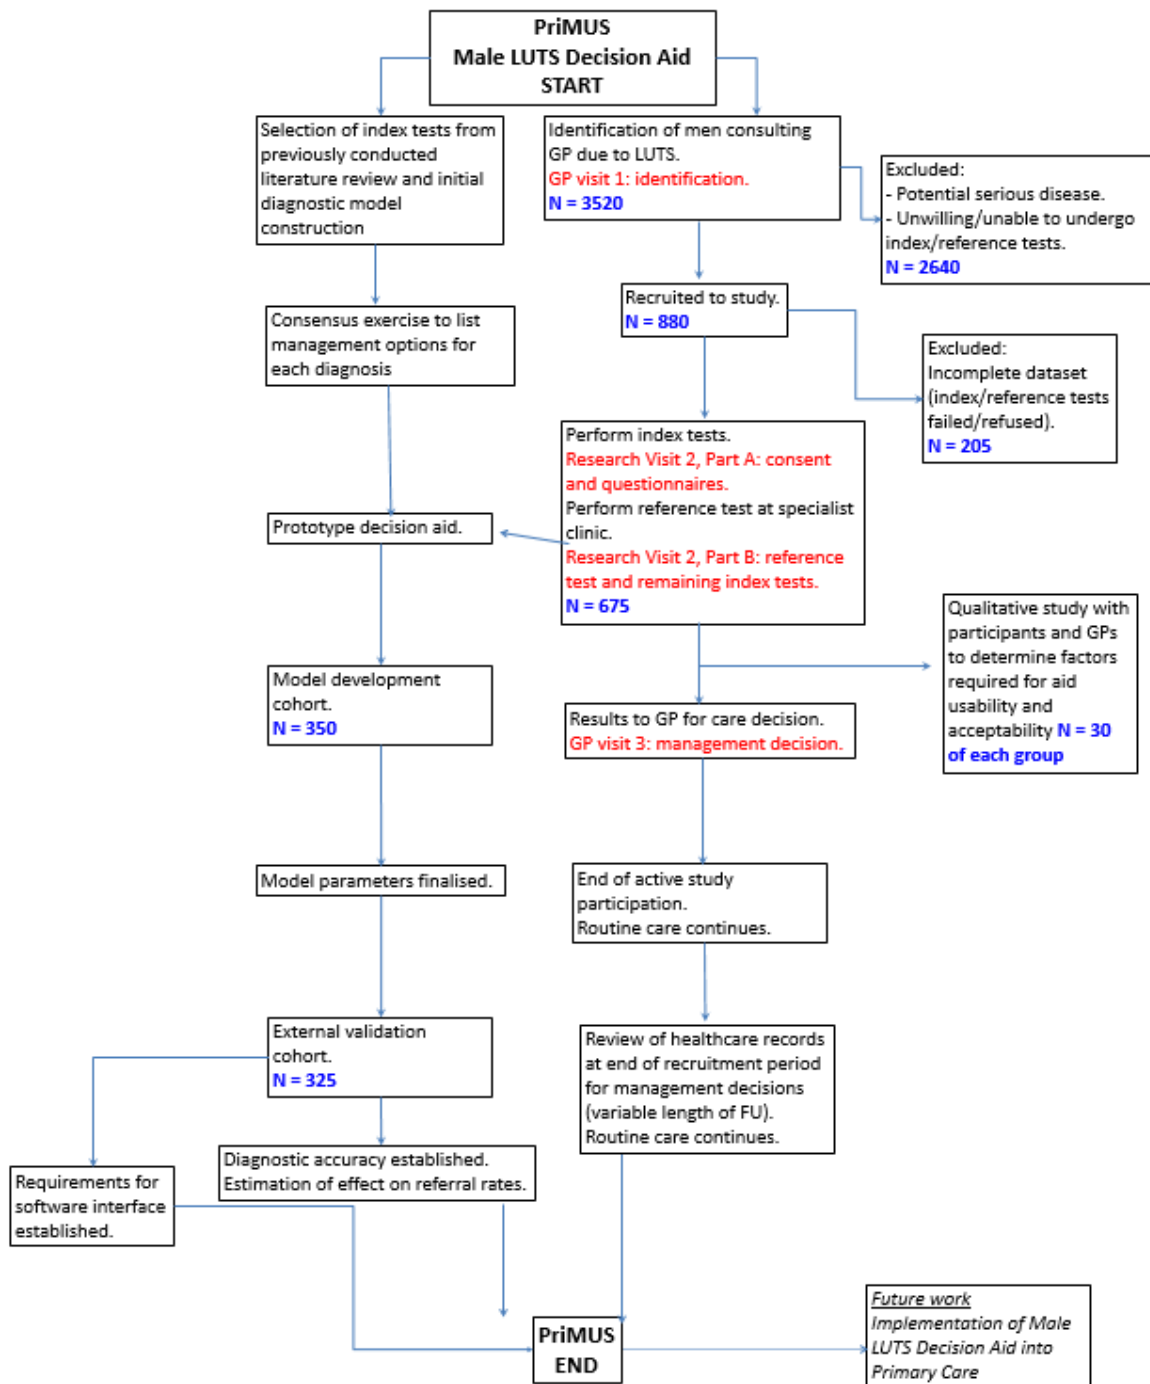 PriMUS
Male LUTS Decision Aid
START
Selection of index tests from
previously conducted
literature review and initial
diagnostic model
construction
Identification of men consulting
GP due to LUTS.
GP visit 1: identification.
N = 3520
Excluded:
- Potential serious disease.
- Unwilling/unable to undergo
index/reference tests.
N = 2640
Consensus exercise to list
management options for
each diagnosis
Recruited to study.
N = 880
Excluded:
Incomplete dataset
(index/reference tests
failed/refused).
N = 205
Perform index tests.
Research Visit 2, Part A: consent
and questionnaires.
Perform reference test at specialist
clinic.
Research Visit 2, Part B: reference
test and remaining index tests.
N = 675
Prototype decision aid.
Qualitative study with
participants and GPs
to determine factors
required for aid
usability and
acceptability N = 30
of each group
Model development
cohort.
N = 350
Results to GP for care decision.
GP visit 3: management decision.
Model parameters finalised.
End of active study
participation.
Routine care continues.
External validation
cohort.
N = 325
Review of healthcare records
at end of recruitment period
for management decisions
(variable length of FU).
Routine care continues.
Requirements for
software interface
established.
Diagnostic accuracy established.
Estimation of effect on referral rates.
PriMUS
END
Future work
Implementation of Male
LUTS Decision Aid into
Primary Care